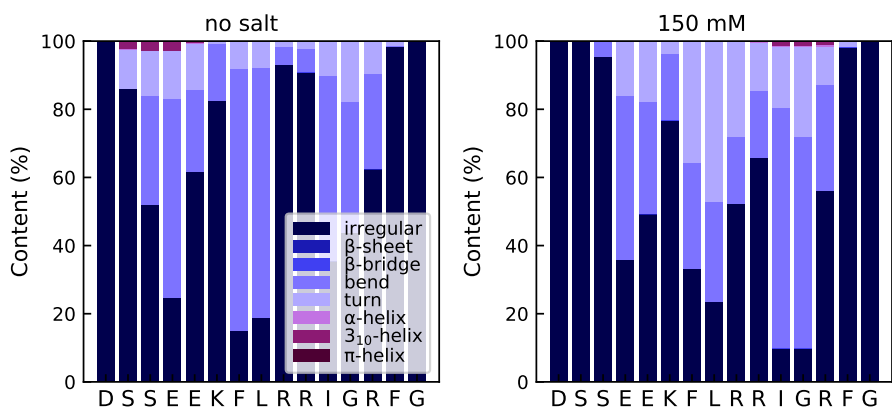 no salt
Content (%)
100
80
60
40
20
0
irregular
β-sheet
β-bridge
bend
turn
α-helix
3₁₀-helix
π-helix
D S S E E K F L R R I G R F G
150 mM
Content (%)
100
80
60
40
20
0
D S S E E K F L R R I G R F G